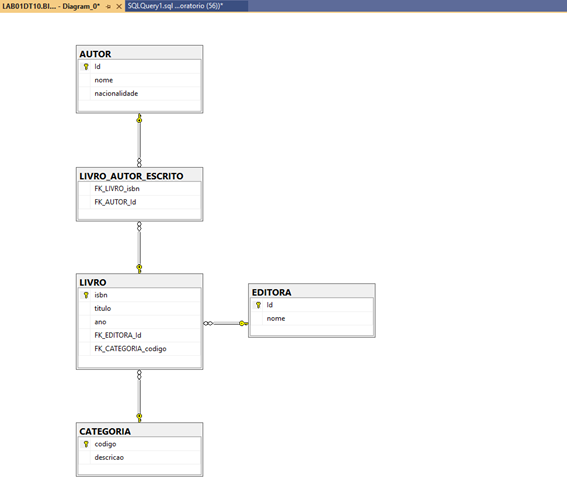 LAB01DT10.BI... - Diagram_0*
SQLQuery1.sql ...oratorio (56))*
AUTOR
Id
nome
nacionalidade
LIVRO_AUTOR_ESCRITO
FK_LIVRO_isbn
FK_AUTOR_Id
LIVRO
isbn
titulo
ano
FK_EDITORA_Id
FK_CATEGORIA_codigo
EDITORA
Id
nome
CATEGORIA
codigo
descricao